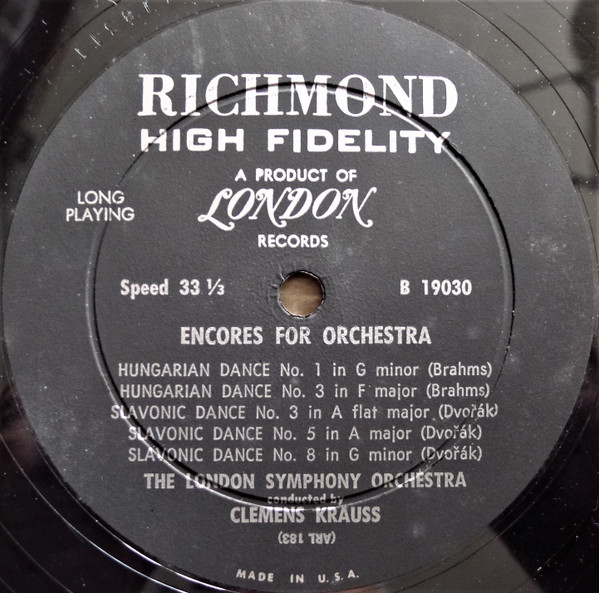 RICHMOND
HIGH FIDELITY
A PRODUCT OF
LONDON
RECORDS
LONG
PLAYING
Speed 33 ⅓
B 19030
ENCORES FOR ORCHESTRA
HUNGARIAN DANCE No. 1 in G minor (Brahms)
HUNGARIAN DANCE No. 3 in F major (Brahms)
SLAVONIC DANCE No. 3 in A flat major (Dvořák)
SLAVONIC DANCE No. 5 in A major (Dvořák)
SLAVONIC DANCE No. 8 in G minor (Dvořák)
THE LONDON SYMPHONY ORCHESTRA
conducted by
CLEMENS KRAUSS
(ARL 183)
MADE IN U.S.A.